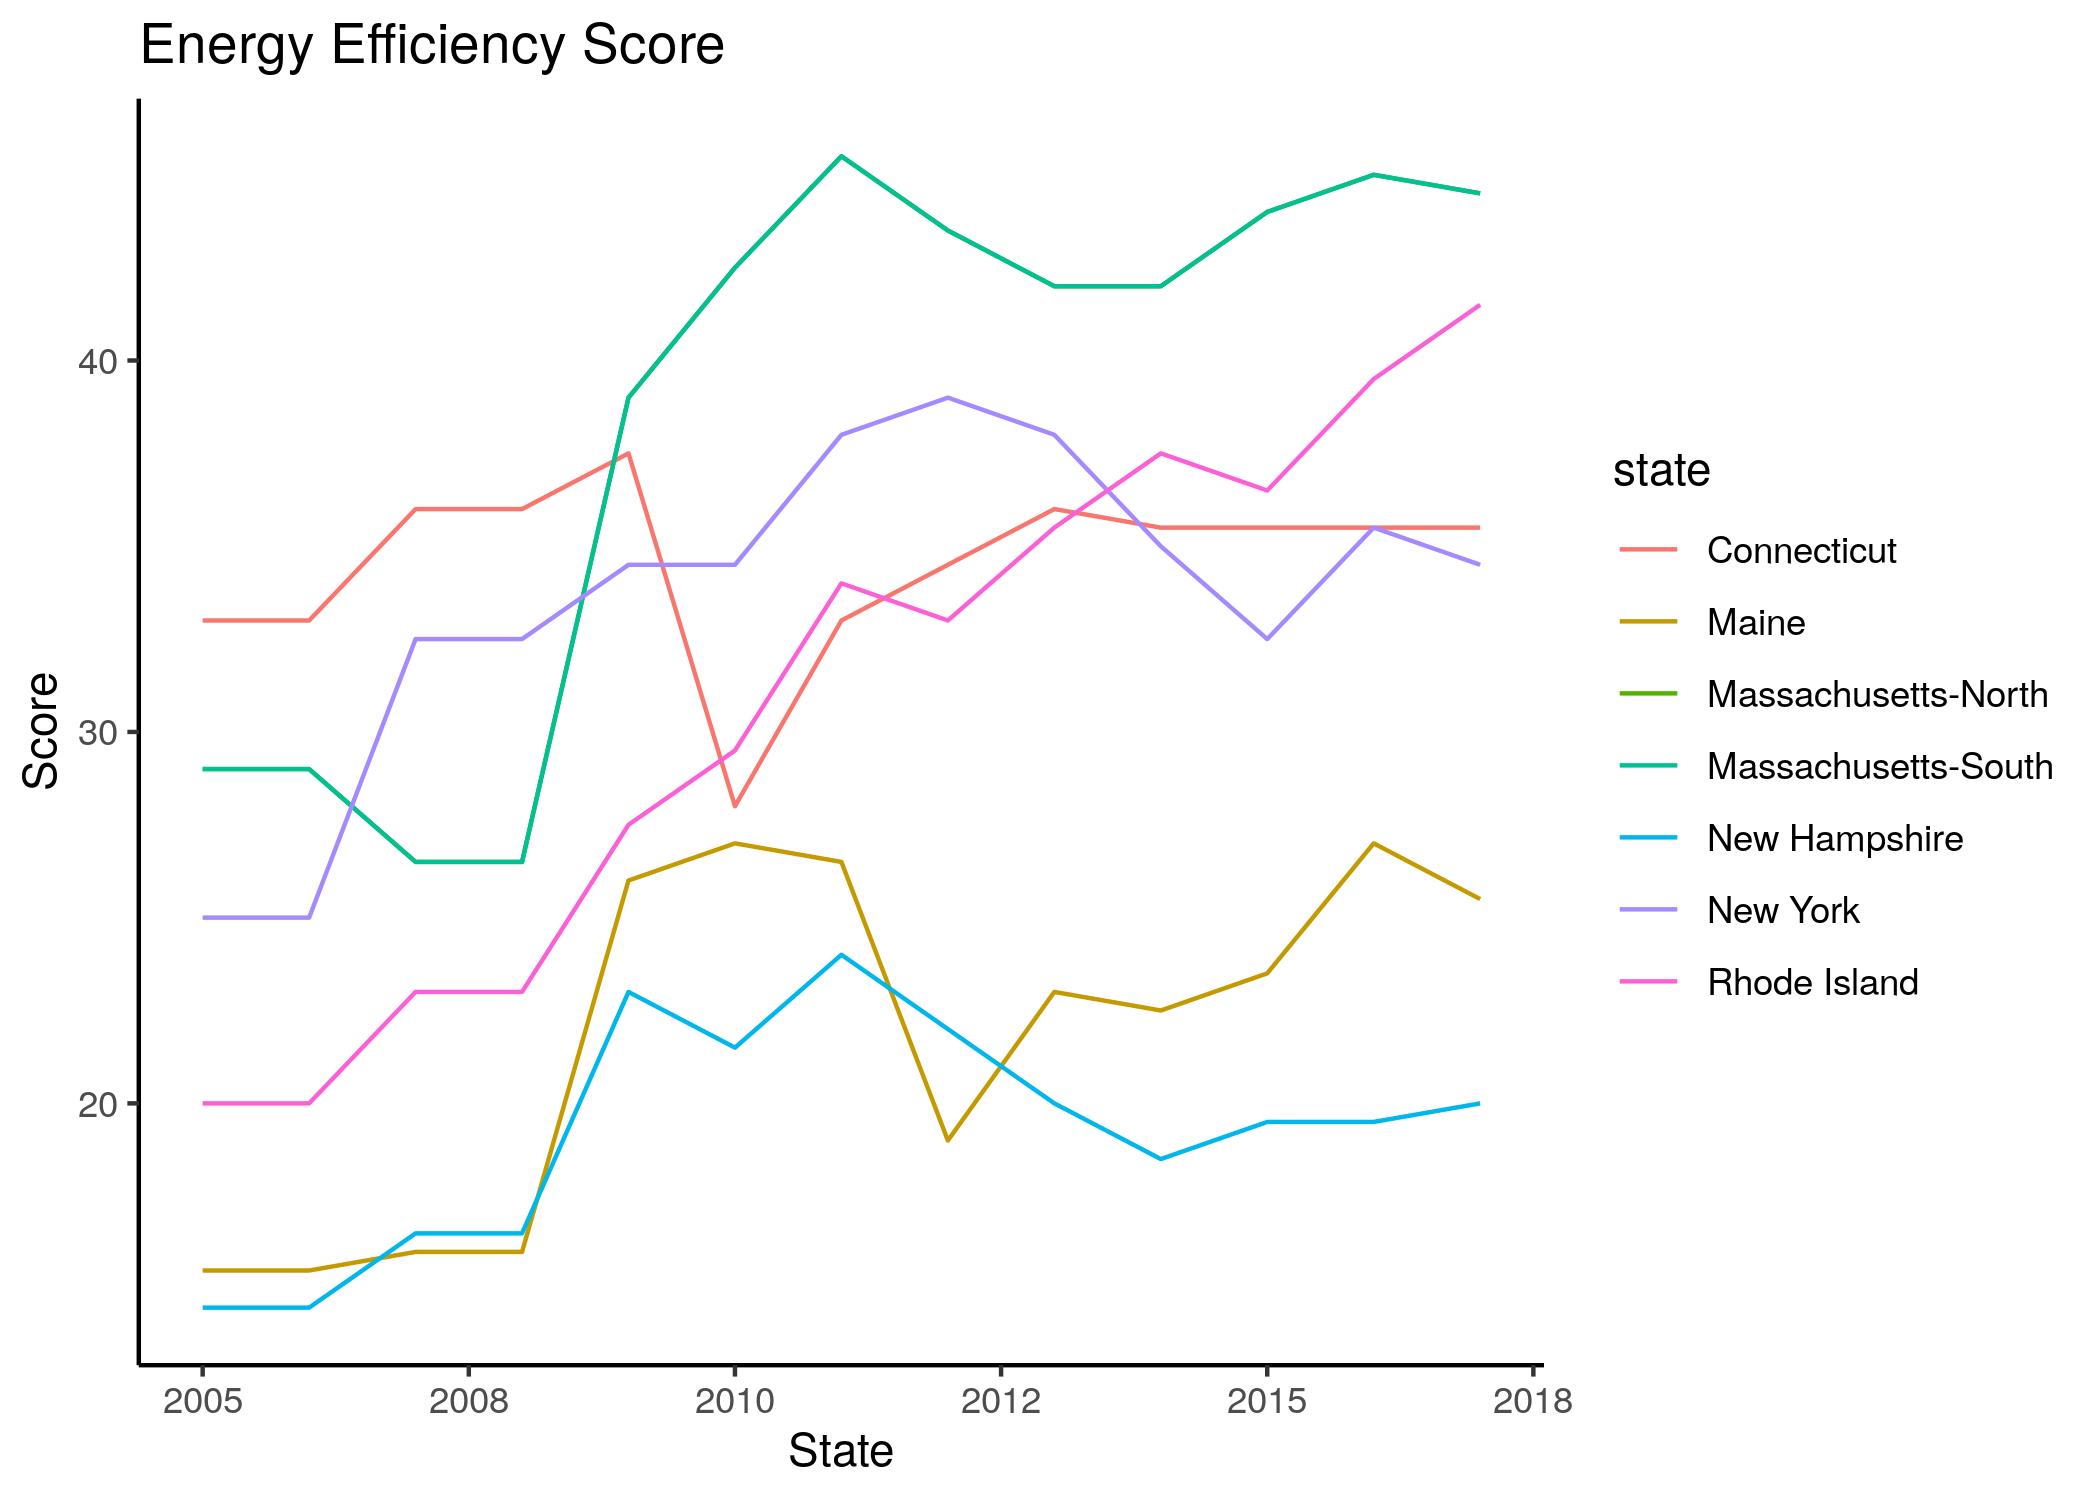 Energy Efficiency Score
40
30
20
Score
2005 2008 2010 2012 2015 2018
State
state
Connecticut
Maine
Massachusetts-North
Massachusetts-South
New Hampshire
New York
Rhode Island